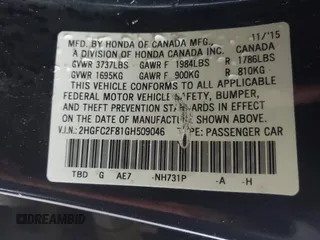 MFD. BY HONDA OF CANADA MFG., 11/15
A DIVISION OF HONDA CANADA INC., CANADA
GVWR 3737LBS GAWR F 1984LBS R 1786LBS
GVWR 1695KG GAWR F 900KG R 810KG
THIS VEHICLE CONFORMS TO ALL APPLICABLE
FEDERAL MOTOR VEHICLE SAFETY, BUMPER,
AND THEFT PREVENTION STANDARDS IN EFFECT ON
THE DATE OF MANUFACTURE SHOWN ABOVE.
V.I.N: 2HGFC2F81GH509046 TYPE: PASSENGER CAR
TBD G AE7 -NH731P -A -H
© DREAMBID